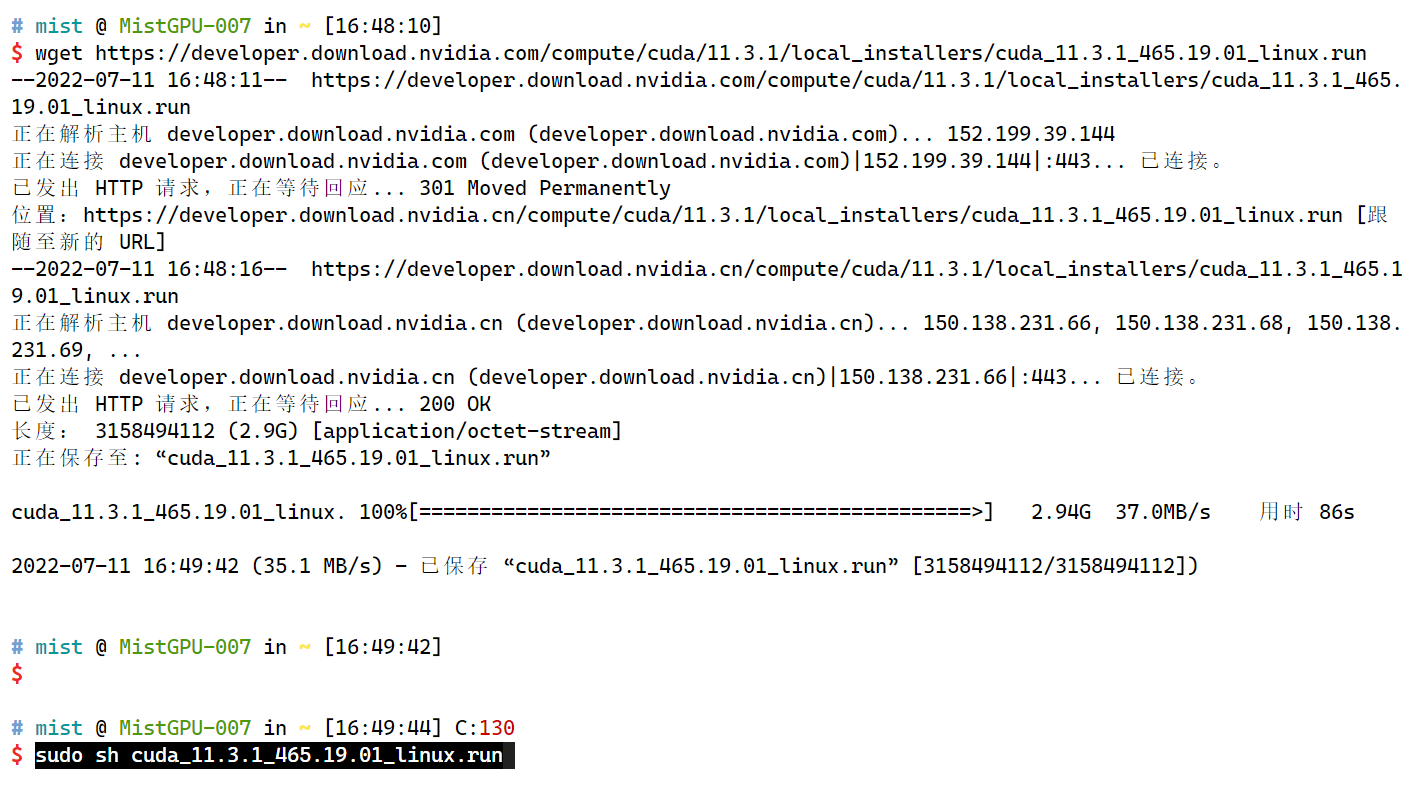 # mist @ MistGPU-007 in ~ [16:48:10]
$ wget https://developer.download.nvidia.com/compute/cuda/11.3.1/local_installers/cuda_11.3.1_465.19.01_linux.run
--2022-07-11 16:48:11--  https://developer.download.nvidia.com/compute/cuda/11.3.1/local_installers/cuda_11.3.1_465.
19.01_linux.run
正在解析主机 developer.download.nvidia.com (developer.download.nvidia.com)... 152.199.39.144
正在连接 developer.download.nvidia.com (developer.download.nvidia.com)|152.199.39.144|:443... 已连接。
已发出 HTTP 请求，正在等待回应... 301 Moved Permanently
位置：https://developer.download.nvidia.cn/compute/cuda/11.3.1/local_installers/cuda_11.3.1_465.19.01_linux.run [跟
随至新的 URL]
--2022-07-11 16:48:16--  https://developer.download.nvidia.cn/compute/cuda/11.3.1/local_installers/cuda_11.3.1_465.1
9.01_linux.run
正在解析主机 developer.download.nvidia.cn (developer.download.nvidia.cn)... 150.138.231.66, 150.138.231.68, 150.138.
231.69, ...
正在连接 developer.download.nvidia.cn (developer.download.nvidia.cn)|150.138.231.66|:443... 已连接。
已发出 HTTP 请求，正在等待回应... 200 OK
长度： 3158494112 (2.9G) [application/octet-stream]
正在保存至: “cuda_11.3.1_465.19.01_linux.run”
cuda_11.3.1_465.19.01_linux. 100%[==============================================>]   2.94G  37.0MB/s    用时 86s
2022-07-11 16:49:42 (35.1 MB/s) - 已保存 “cuda_11.3.1_465.19.01_linux.run” [3158494112/3158494112])
# mist @ MistGPU-007 in ~ [16:49:42]
$
# mist @ MistGPU-007 in ~ [16:49:44] C:130
$ sudo sh cuda_11.3.1_465.19.01_linux.run